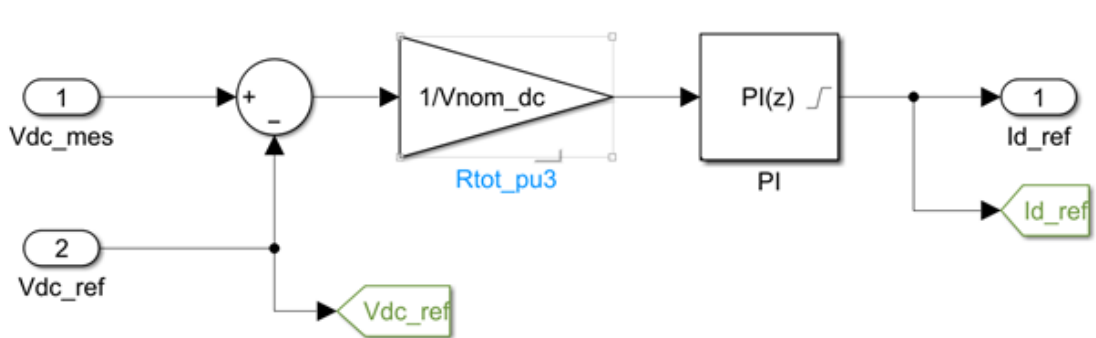 1
Vdc_mes
+
−
1/Vnom_dc
Rtot_pu3
PI(z)
PI
1
Id_ref
Id_ref
2
Vdc_ref
Vdc_ref